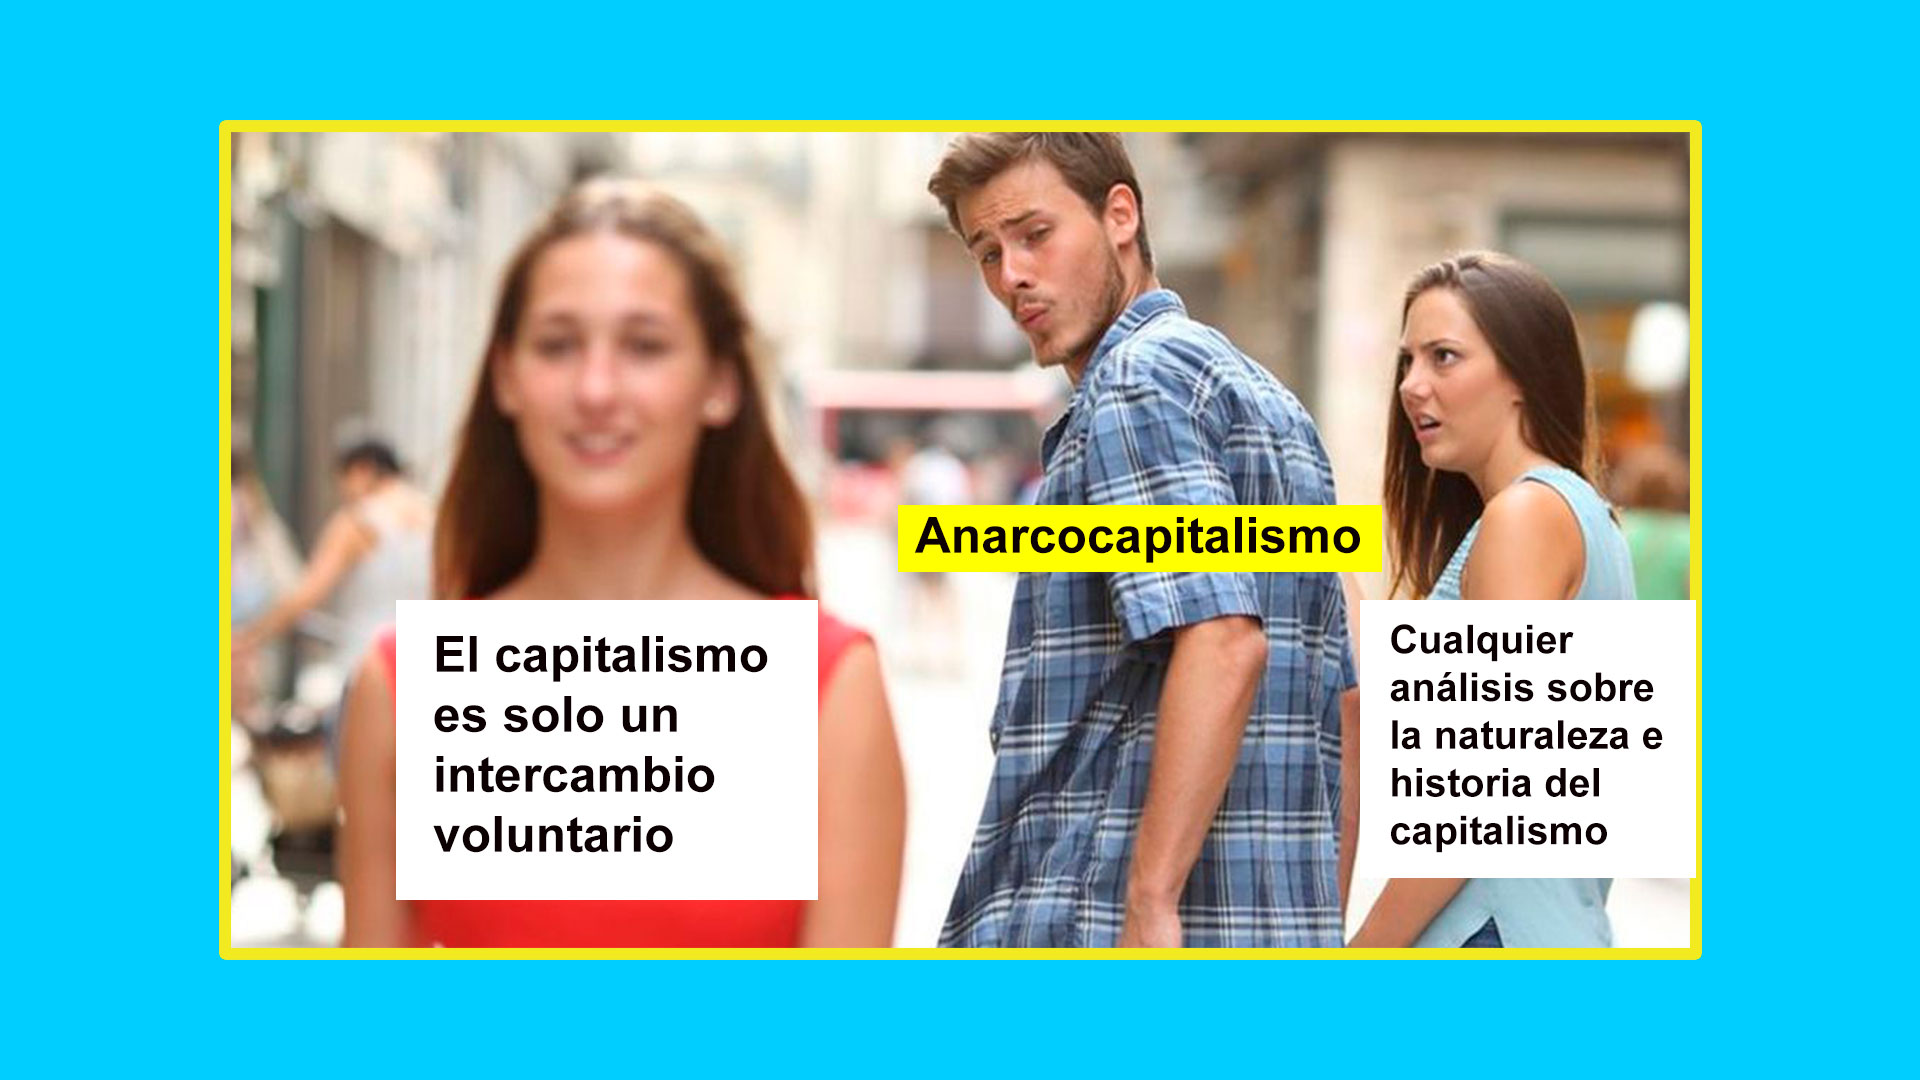 Anarcocapitalismo
El capitalismo
es solo un
intercambio
voluntario
Cualquier
análisis sobre
la naturaleza e
historia del
capitalismo